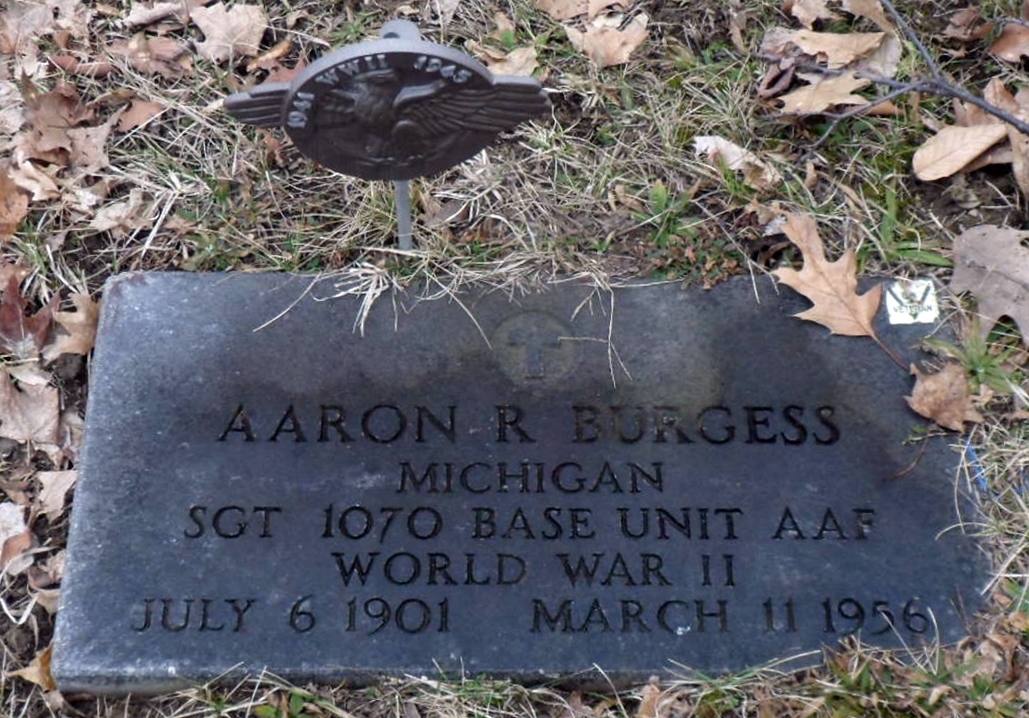 1941 WWII 1945
VETERAN
AARON R BURGESS
MICHIGAN
SGT 1070 BASE UNIT AAF
WORLD WAR II
JULY 6 1901 MARCH 11 1956